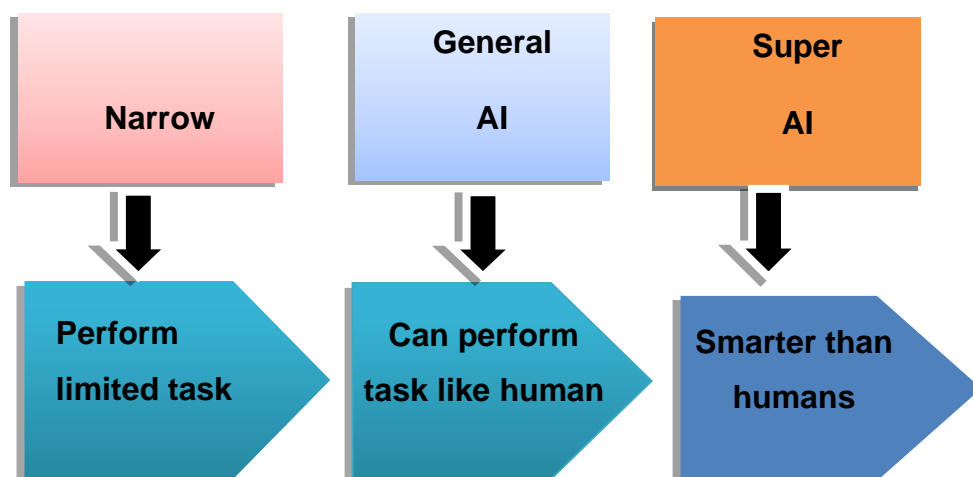 Narrow
General
AI
Super
AI
Perform
limited task
Can perform
task like human
Smarter than
humans